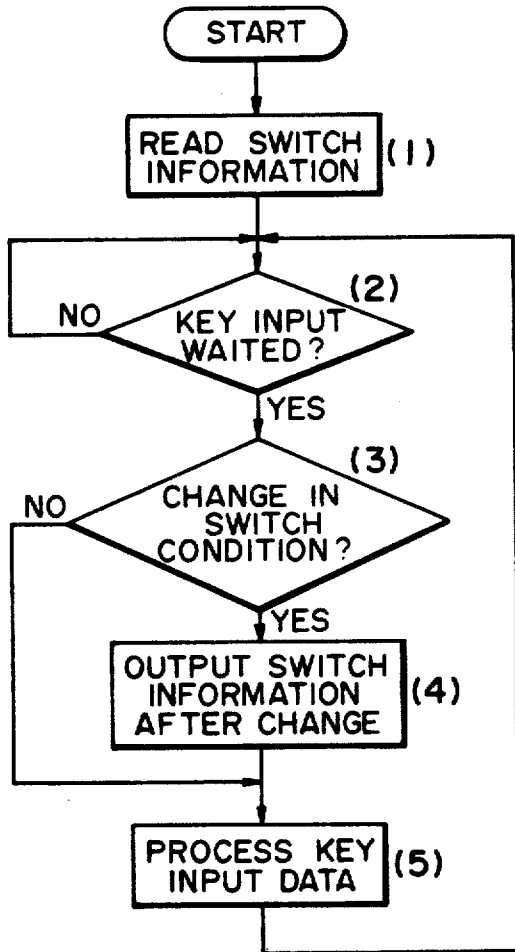 START
READ SWITCH
INFORMATION
(1)
(2)
NO
KEY INPUT
WAITED?
YES
(3)
NO
CHANGE IN
SWITCH
CONDITION?
YES
OUTPUT SWITCH
INFORMATION
AFTER CHANGE
(4)
PROCESS KEY
INPUT DATA
(5)